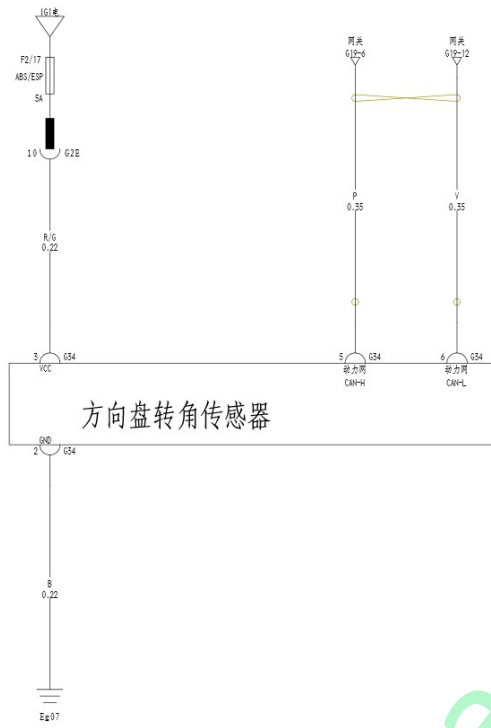 IG1电
F2/17
ABS/ESP
5A
10 G2E
R/G
0.22
网关
G19-6
网关
G19-12
P
0.35
V
0.35
3 G34
VCC
5 G34
动力网
CAN-H
6 G34
动力网
CAN-L
方向盘转角传感器
GND
2 G34
B
0.22
Eg07